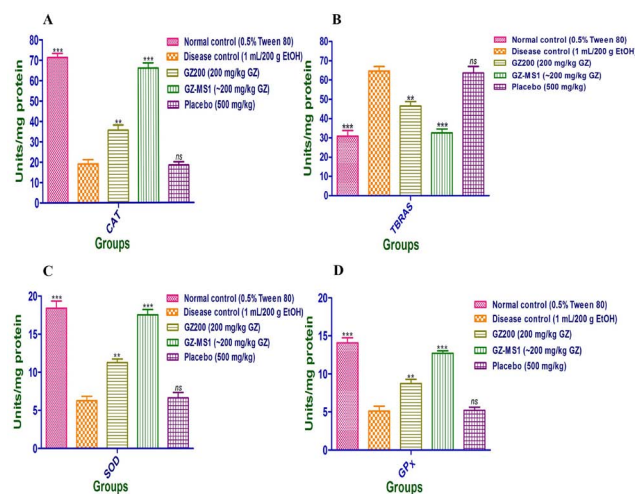 A
Units/mg protein
80
70
60
50
40
30
20
10
0
***
**
***
ns
CAT
Groups
Normal control (0.5% Tween 80)
Disease control (1 mL/200 g EtOH)
GZ200 (200 mg/kg GZ)
GZ-MS1 (~200 mg/kg GZ)
Placebo (500 mg/kg)
B
Units/mg protein
80
70
60
50
40
30
20
10
0
***
**
***
ns
TBRAS
Groups
Normal control (0.5% Tween 80)
Disease control (1 mL/200 g EtOH)
GZ200 (200 mg/kg GZ)
GZ-MS1 (~200 mg/kg GZ)
Placebo (500 mg/kg)
C
Units/mg protein
20
15
10
5
0
***
**
***
ns
SOD
Groups
Normal control (0.5% Tween 80)
Disease control (1 mL/200 g EtOH)
GZ200 (200 mg/kg GZ)
GZ-MS1 (~200 mg/kg GZ)
Placebo (500 mg/kg)
D
Units/mg protein
20
15
10
5
0
***
**
***
ns
GPx
Groups
Normal control (0.5% Tween 80)
Disease control (1 mL/200 g EtOH)
GZ200 (200 mg/kg GZ)
GZ-MS1 (~200 mg/kg GZ)
Placebo (500 mg/kg)